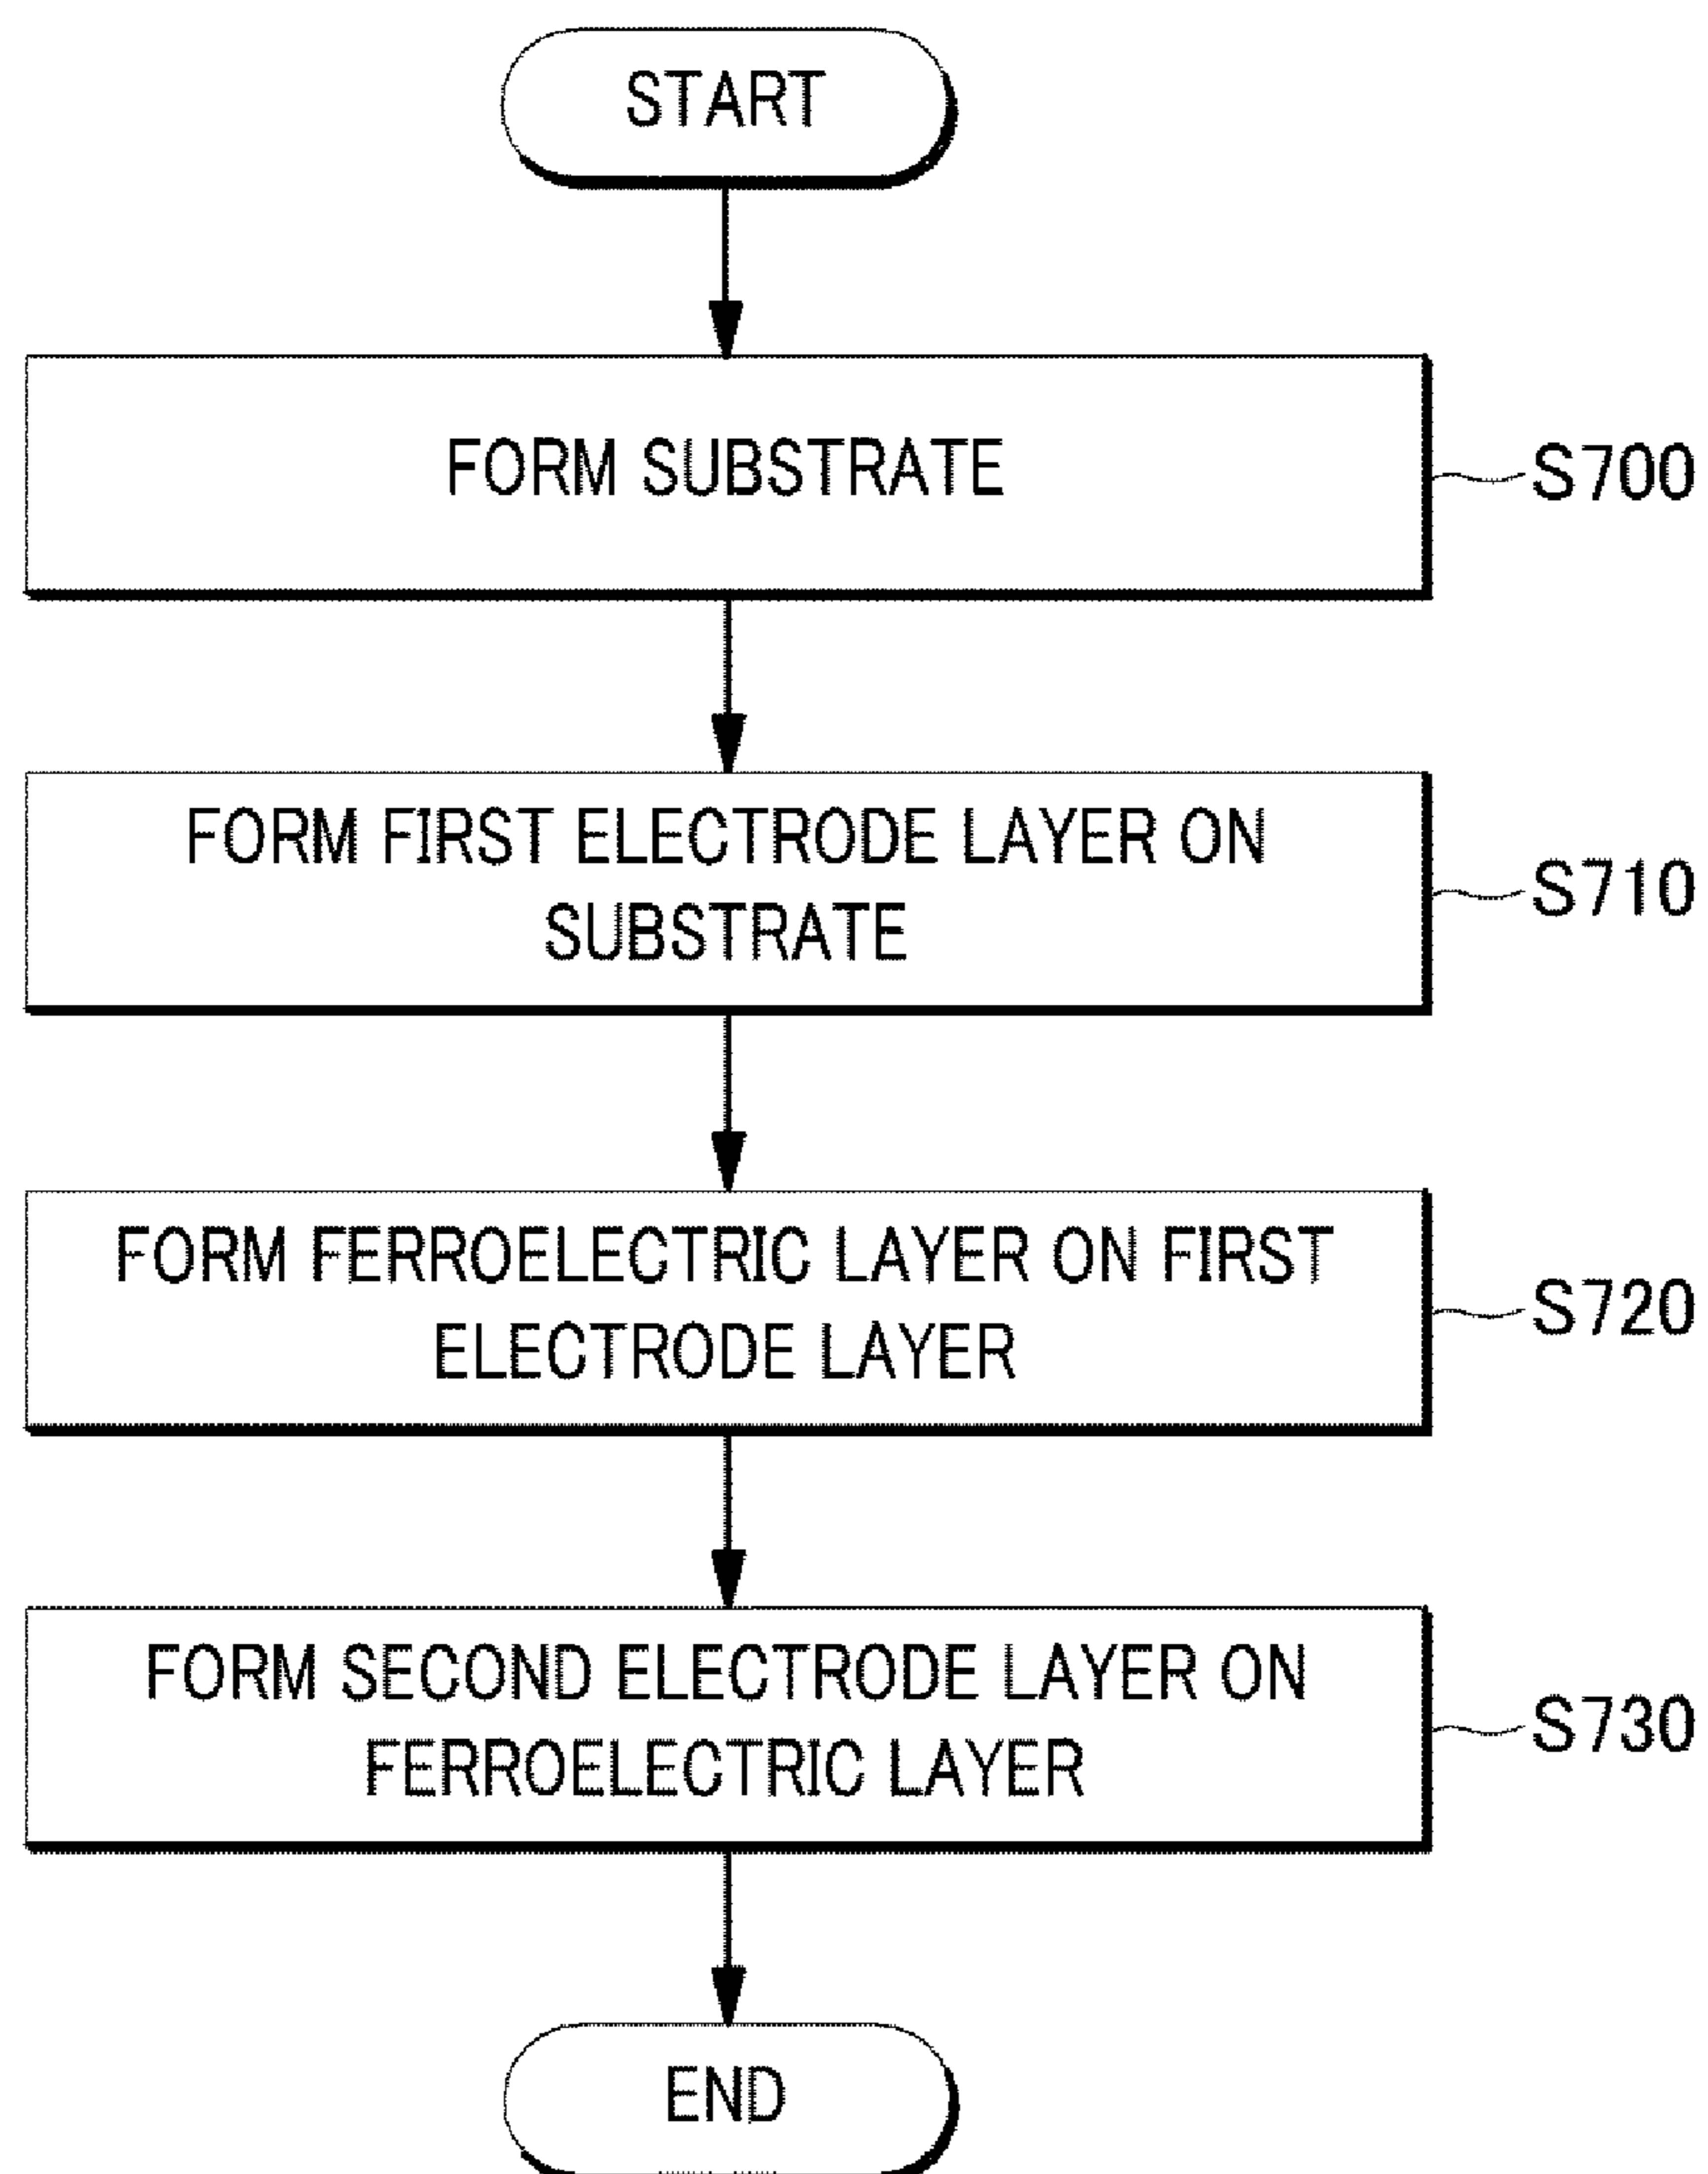 START
FORM SUBSTRATE
S700
FORM FIRST ELECTRODE LAYER ON
SUBSTRATE
S710
FORM FERROELECTRIC LAYER ON FIRST
ELECTRODE LAYER
S720
FORM SECOND ELECTRODE LAYER ON
FERROELECTRIC LAYER
S730
END